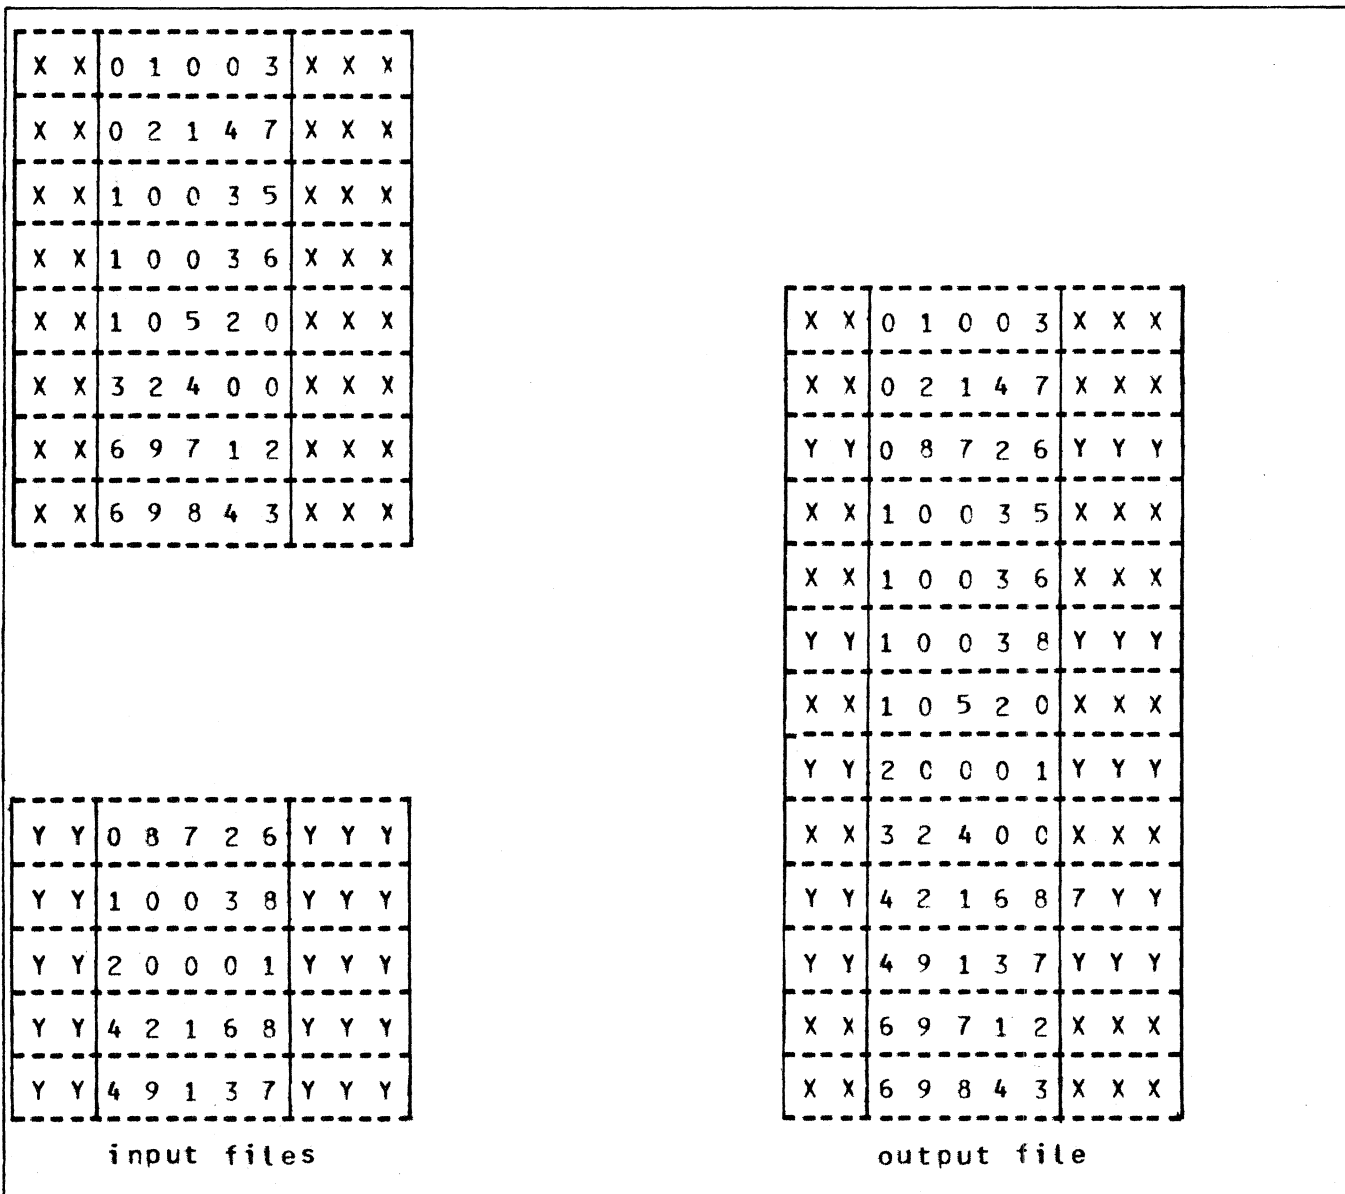 X X 0 1 0 0 3 X X X
X X 0 2 1 4 7 X X X
X X 1 0 0 3 5 X X X
X X 1 0 0 3 6 X X X
X X 1 0 5 2 0 X X X
X X 3 2 4 0 0 X X X
X X 6 9 7 1 2 X X X
X X 6 9 8 4 3 X X X
Y Y 0 8 7 2 6 Y Y Y
Y Y 1 0 0 3 8 Y Y Y
Y Y 2 0 0 0 1 Y Y Y
Y Y 4 2 1 6 8 Y Y Y
Y Y 4 9 1 3 7 Y Y Y
input files
X X 0 1 0 0 3 X X X
X X 0 2 1 4 7 X X X
Y Y 0 8 7 2 6 Y Y Y
X X 1 0 0 3 5 X X X
X X 1 0 0 3 6 X X X
Y Y 1 0 0 3 8 Y Y Y
X X 1 0 5 2 0 X X X
Y Y 2 0 0 0 1 Y Y Y
X X 3 2 4 0 0 X X X
Y Y 4 2 1 6 8 7 Y Y
Y Y 4 9 1 3 7 Y Y Y
X X 6 9 7 1 2 X X X
X X 6 9 8 4 3 X X X
output file